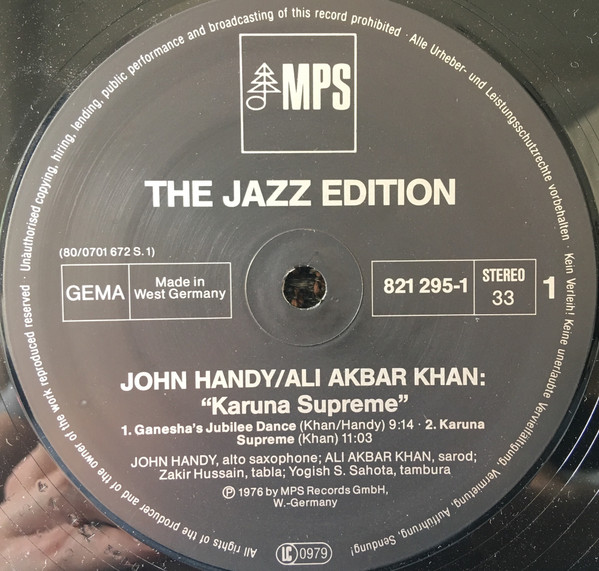 Unauthorised copying, hiring, lending, public performance and broadcasting of this record prohibited · Alle Urheber- und Leistungsschutzrechte vorbehalten · Kein Verleih! Keine unerlaubte Vervielfältigung, Vermietung, Aufführung, Sendung!
MPS
THE JAZZ EDITION
(80/0701 672 S. 1)
GEMA
Made in
West Germany
821 295-1
STEREO
33
1
JOHN HANDY/ALI AKBAR KHAN:
“Karuna Supreme”
1. Ganesha's Jubilee Dance (Khan/Handy) 9:14 · 2. Karuna
Supreme (Khan) 11:03
JOHN HANDY, alto saxophone; ALI AKBAR KHAN, sarod;
Zakir Hussain, tabla; Yogish S. Sahota, tambura
Ⓟ 1976 by MPS Records GmbH,
W.-Germany
LC 0979
All rights of the producer and of the owner of the work reproduced reserved ·